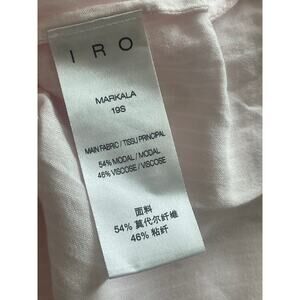 IRO
MARKALA
19S
MAIN FABRIC / TISSU PRINCIPAL
54% MODAL / MODAL
46% VISCOSE / VISCOSE
面料
54% 莫代尔纤维
46% 粘纤